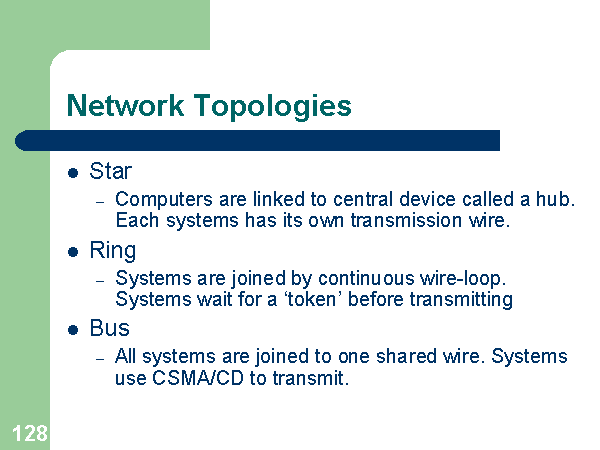 Network Topologies
● Star
– Computers are linked to central device called a hub.
Each systems has its own transmission wire.
● Ring
– Systems are joined by continuous wire-loop.
Systems wait for a ‘token’ before transmitting
● Bus
– All systems are joined to one shared wire. Systems
use CSMA/CD to transmit.
128